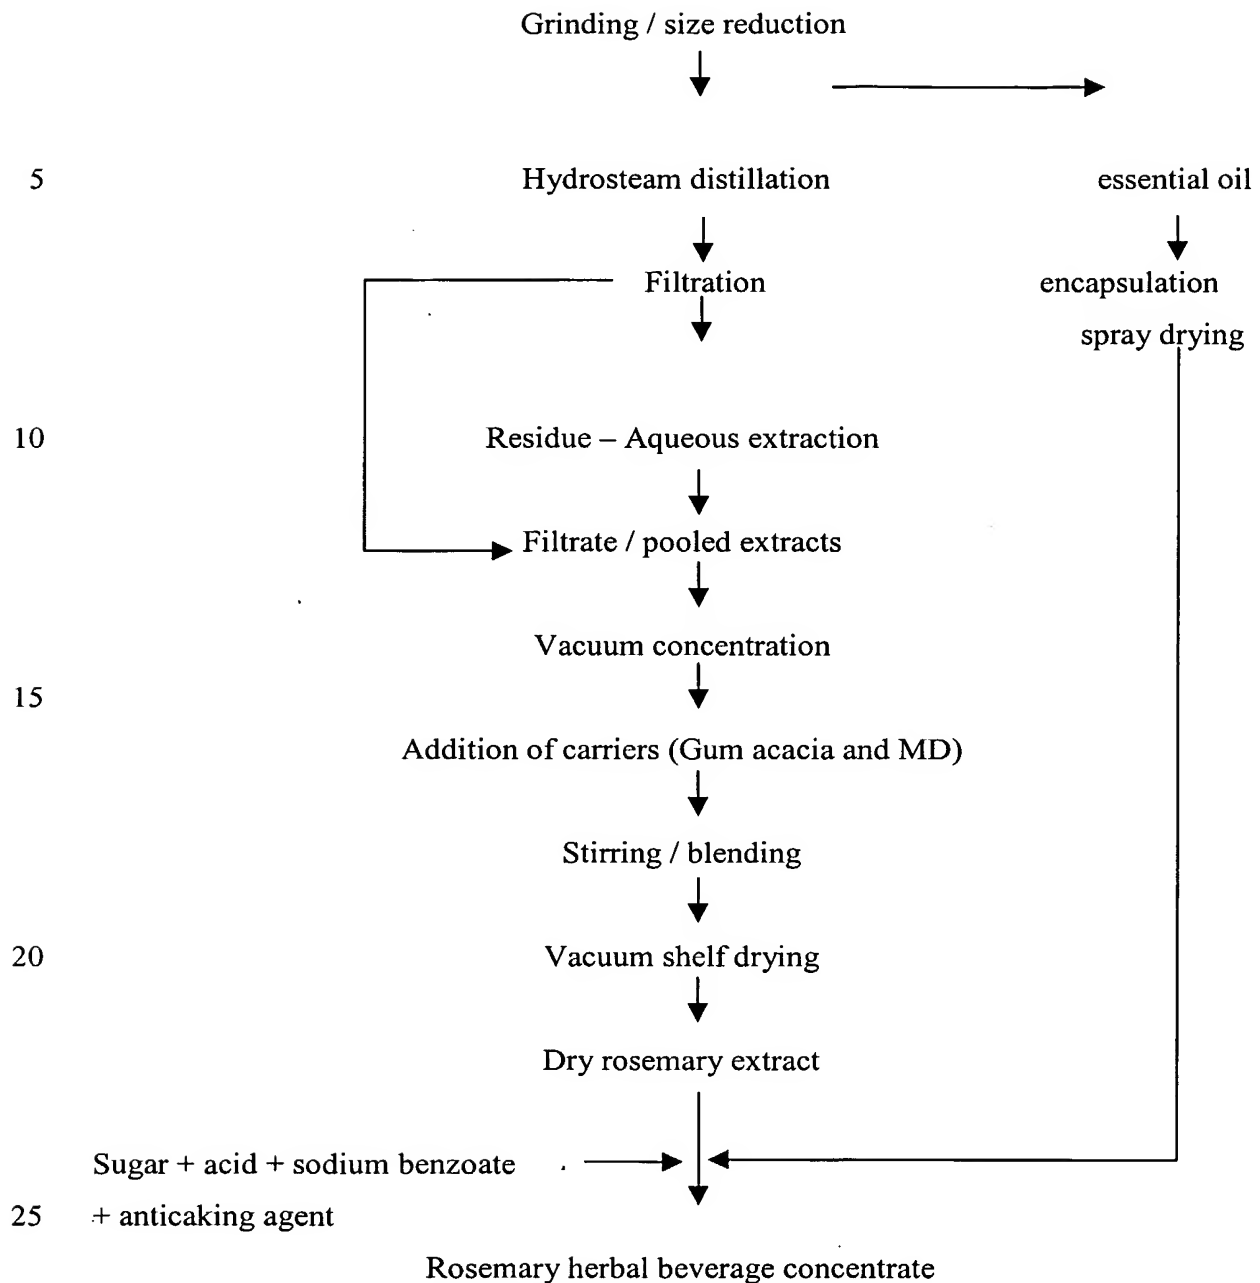 Grinding / size reduction
5 Hydrosteam distillation essential oil
Filtration encapsulation
spray drying
10 Residue – Aqueous extraction
Filtrate / pooled extracts
Vacuum concentration
15
Addition of carriers (Gum acacia and MD)
Stirring / blending
20 Vacuum shelf drying
Dry rosemary extract
Sugar + acid + sodium benzoate
25 + anticaking agent
Rosemary herbal beverage concentrate